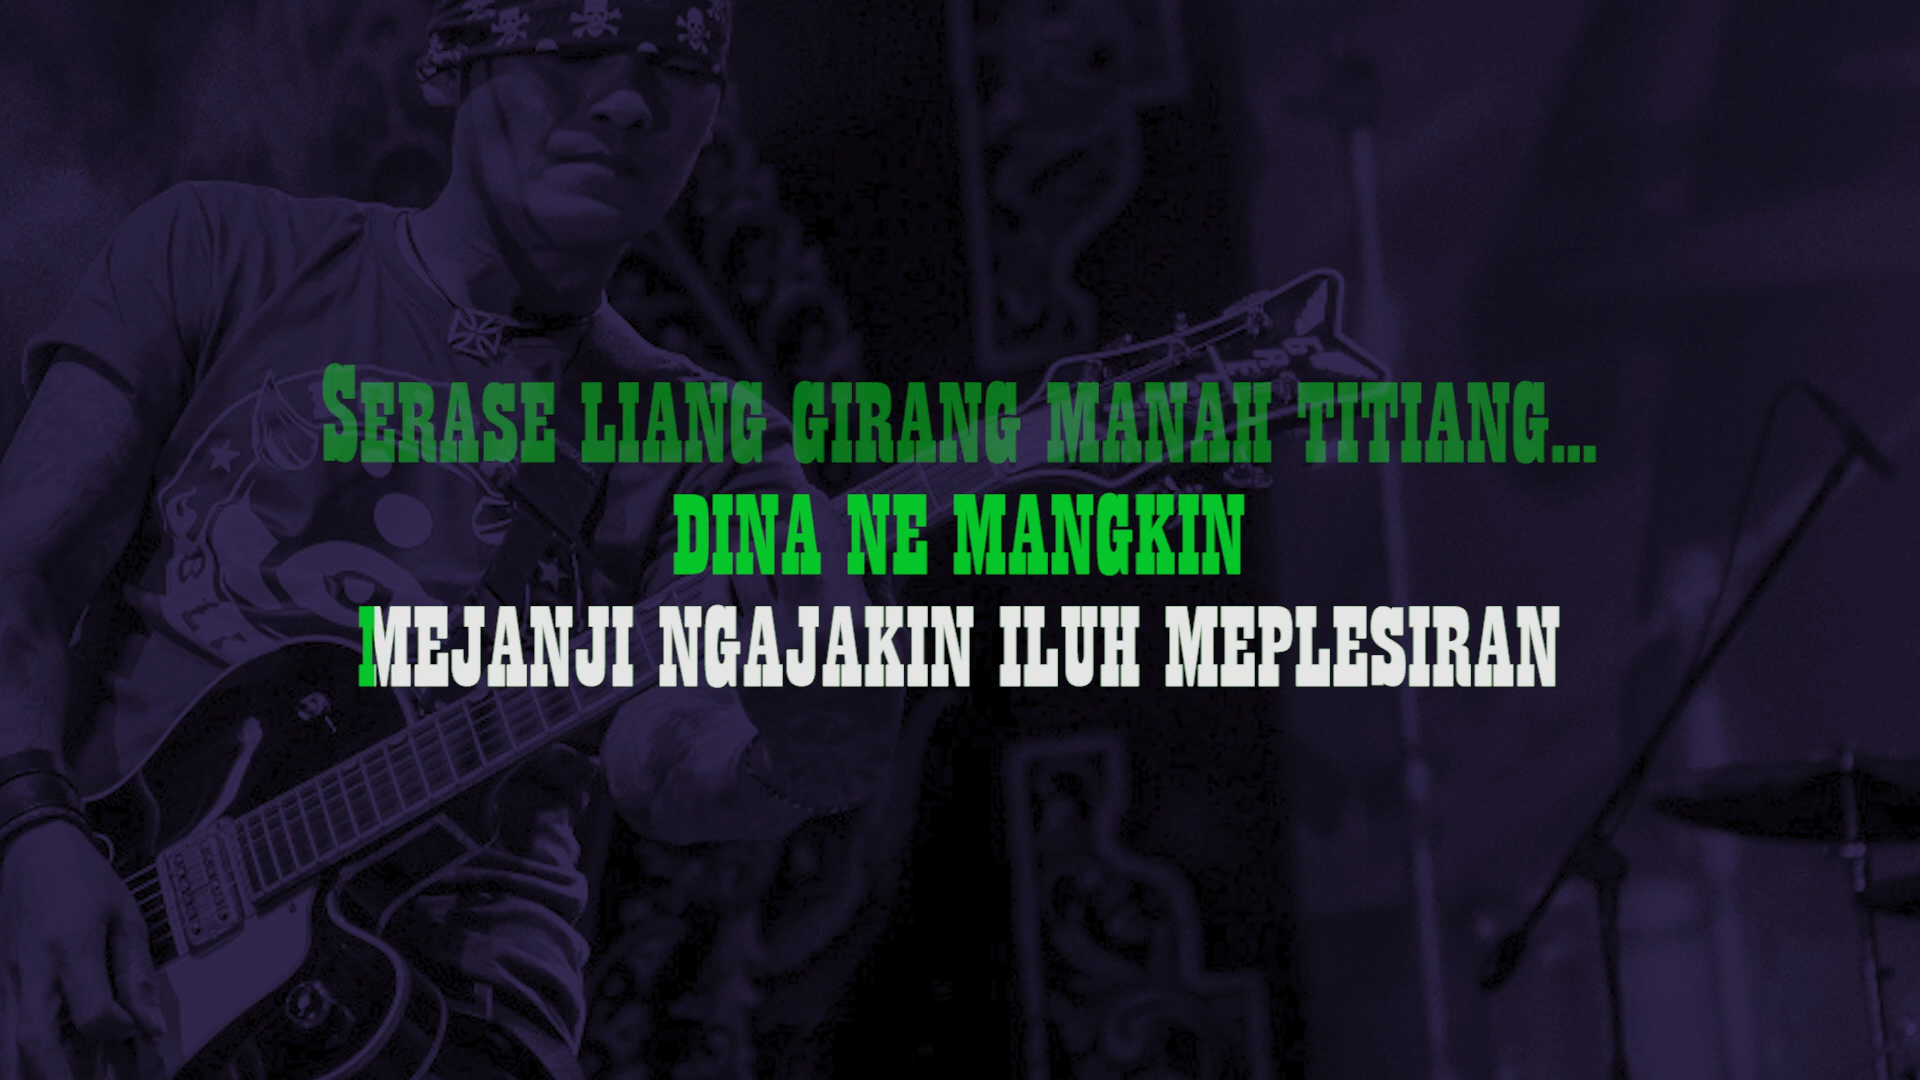 SERASE LIANG GIRANG MANAH TITIANG...
DINA NE MANGKIN
MEJANJI NGAJAKIN ILUH MEPLESIRAN